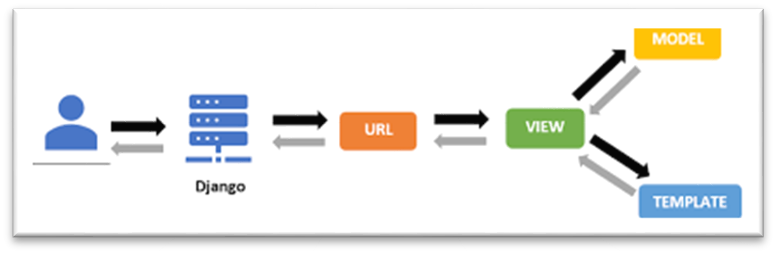 MODEL
URL
VIEW
Django
TEMPLATE